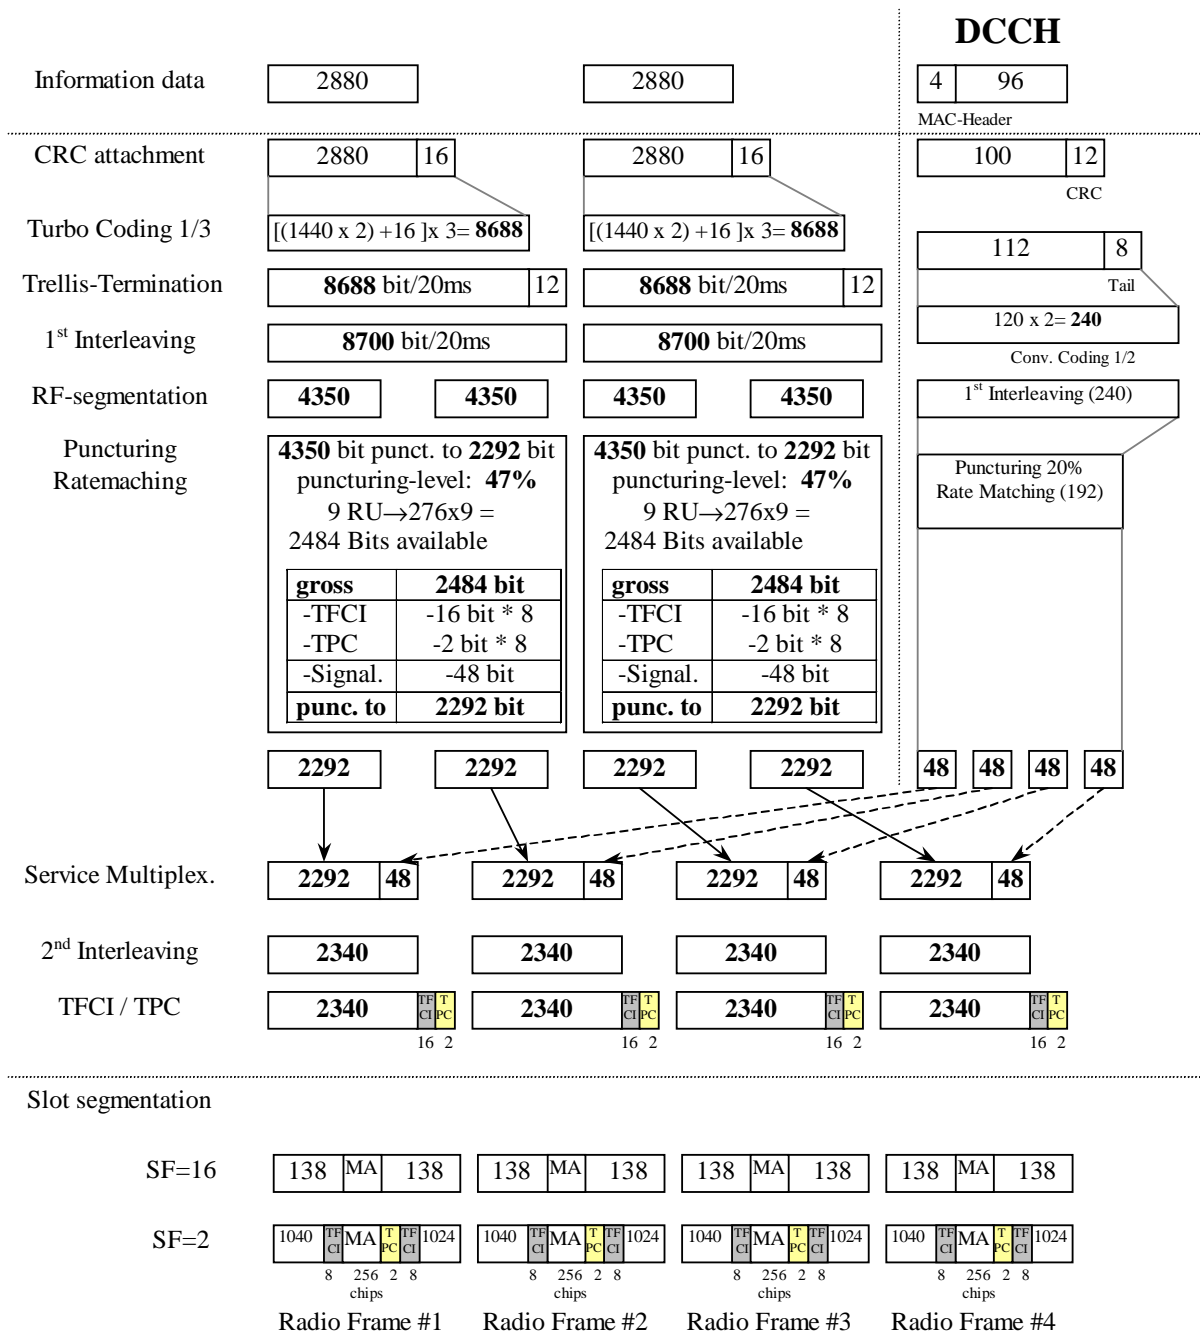 DCCH
Information data 2880 2880 4 96
MAC-Header
CRC attachment 2880 16 2880 16 100 12
CRC
Turbo Coding 1/3 [(1440 x 2) +16 ]x 3= 8688 [(1440 x 2) +16 ]x 3= 8688
112 8
Trellis-Termination 8688 bit/20ms 12 8688 bit/20ms 12
Tail
120 x 2= 240
1st Interleaving 8700 bit/20ms 8700 bit/20ms
Conv. Coding 1/2
RF-segmentation 4350 4350 4350 4350 1st Interleaving (240)
Puncturing 4350 bit punct. to 2292 bit 4350 bit punct. to 2292 bit
Ratemaching puncturing-level: 47% puncturing-level: 47% Puncturing 20%
Rate Matching (192)
9 RU→276x9 = 9 RU→276x9 =
2484 Bits available 2484 Bits available
gross 2484 bit gross 2484 bit
-TFCI -16 bit * 8 -TFCI -16 bit * 8
-TPC -2 bit * 8 -TPC -2 bit * 8
-Signal. -48 bit -Signal. -48 bit
punc. to 2292 bit punc. to 2292 bit
2292 2292 2292 2292 48 48 48 48
Service Multiplex. 2292 48 2292 48 2292 48 2292 48
2nd Interleaving 2340 2340 2340 2340
TFCI / TPC 2340 TF CI T PC 2340 TF CI T PC 2340 TF CI T PC 2340 TF CI T PC
16 2 16 2 16 2 16 2
Slot segmentation
SF=16 138 MA 138 138 MA 138 138 MA 138 138 MA 138
SF=2 1040 TF CI MA T PC TF CI 1024 1040 TF CI MA T PC TF CI 1024 1040 TF CI MA T PC TF CI 1024 1040 TF CI MA T PC TF CI 1024
8 256 2 8 8 256 2 8 8 256 2 8 8 256 2 8
chips chips chips chips
Radio Frame #1 Radio Frame #2 Radio Frame #3 Radio Frame #4